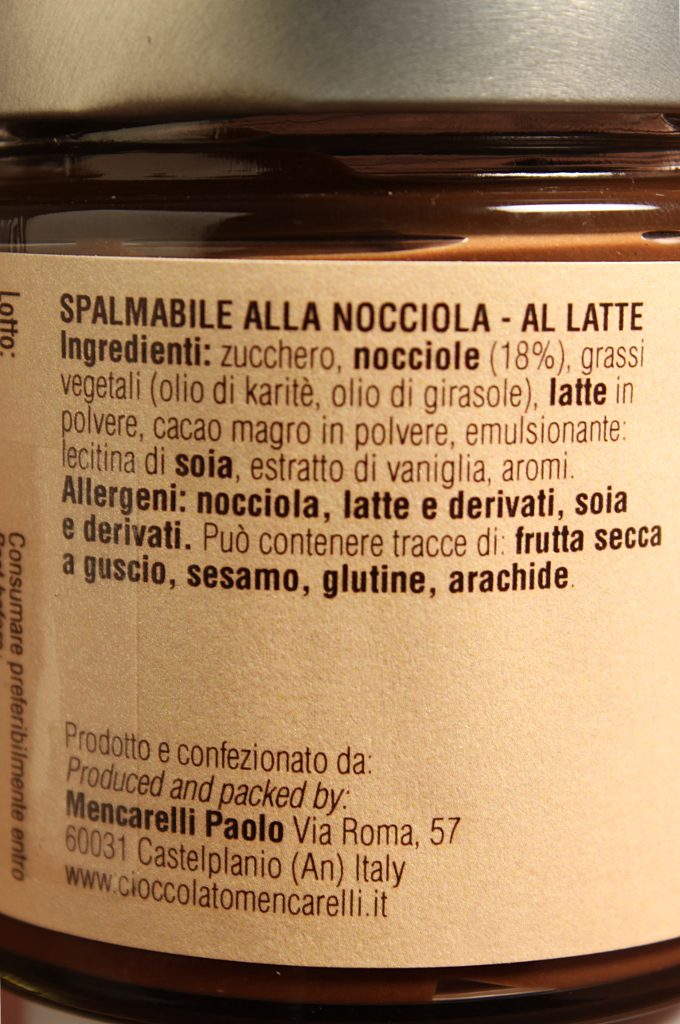 SPALMABILE ALLA NOCCIOLA - AL LATTE
Ingredienti: zucchero, nocciole (18%), grassi
vegetali (olio di karitè, olio di girasole), latte in
polvere, cacao magro in polvere, emulsionante:
lecitina di soia, estratto di vaniglia, aromi.
Allergeni: nocciola, latte e derivati, soia
e derivati. Può contenere tracce di: frutta secca
a guscio, sesamo, glutine, arachide.
Prodotto e confezionato da:
Produced and packed by:
Mencarelli Paolo Via Roma, 57
60031 Castelplanio (An) Italy
www.cioccolatomencarelli.it
Lotto:
Consumare preferibilmente entro